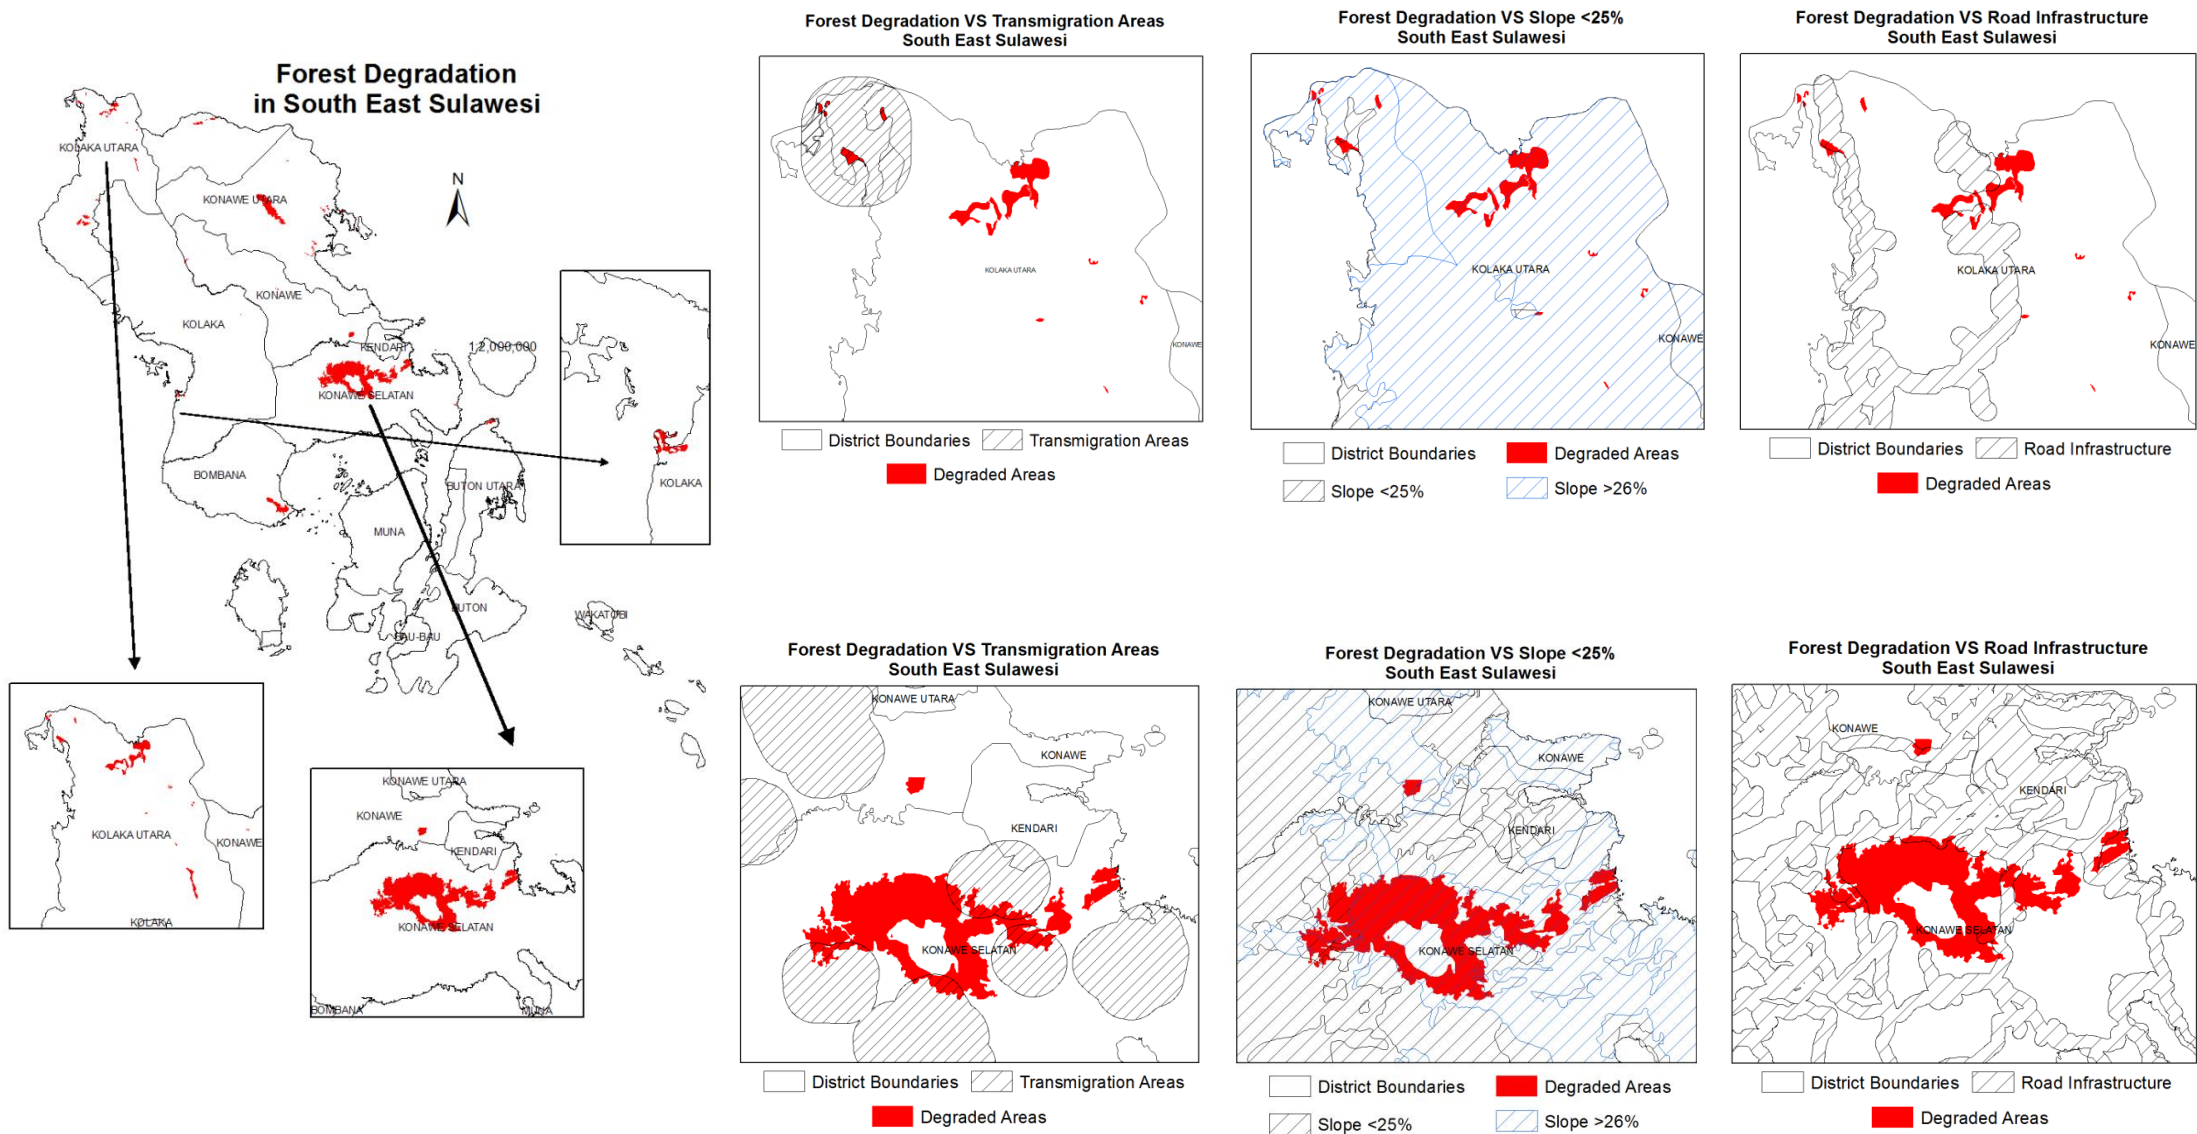 Forest Degradation
in South East Sulawesi
N
KOLAKA UTARA
KONAWE UTARA
KONAWE
KOLAKA
KENDARI
1:2,000,000
KONAWE SELATAN
BOMBANA
BUTON UTARA
MUNA
BUTON
BAU-BAU
WAKATOBI
KOLAKA
KOLAKA UTARA
KONAWE
KOLAKA
KONAWE UTARA
KONAWE
KENDARI
KONAWE SELATAN
BOMBANA
MUNA
Forest Degradation VS Transmigration Areas
South East Sulawesi
KOLAKA UTARA
KONAWE
District Boundaries
Transmigration Areas
Degraded Areas
Forest Degradation VS Slope <25%
South East Sulawesi
KOLAKA UTARA
KONAWE
District Boundaries
Degraded Areas
Slope <25%
Slope >26%
Forest Degradation VS Road Infrastructure
South East Sulawesi
KOLAKA UTARA
KONAWE
District Boundaries
Road Infrastructure
Degraded Areas
Forest Degradation VS Transmigration Areas
South East Sulawesi
KONAWE UTARA
KONAWE
KENDARI
KONAWE SELATAN
District Boundaries
Transmigration Areas
Degraded Areas
Forest Degradation VS Slope <25%
South East Sulawesi
KONAWE UTARA
KONAWE
KENDARI
KONAWE SELATAN
District Boundaries
Degraded Areas
Slope <25%
Slope >26%
Forest Degradation VS Road Infrastructure
South East Sulawesi
KONAWE
KENDARI
KONAWE SELATAN
District Boundaries
Road Infrastructure
Degraded Areas